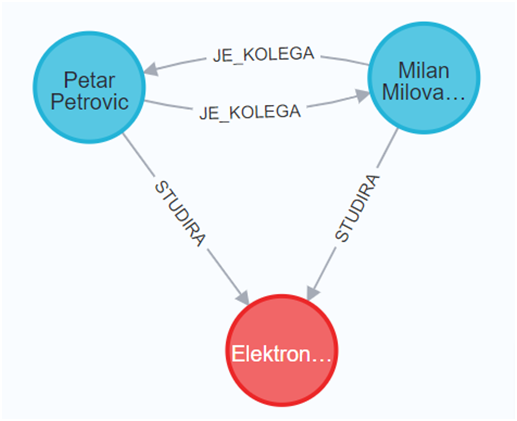 JE_KOLEGA
Petar
Petrovic
Milan
Milova…
JE_KOLEGA
STUDIRA
STUDIRA
Elektron…